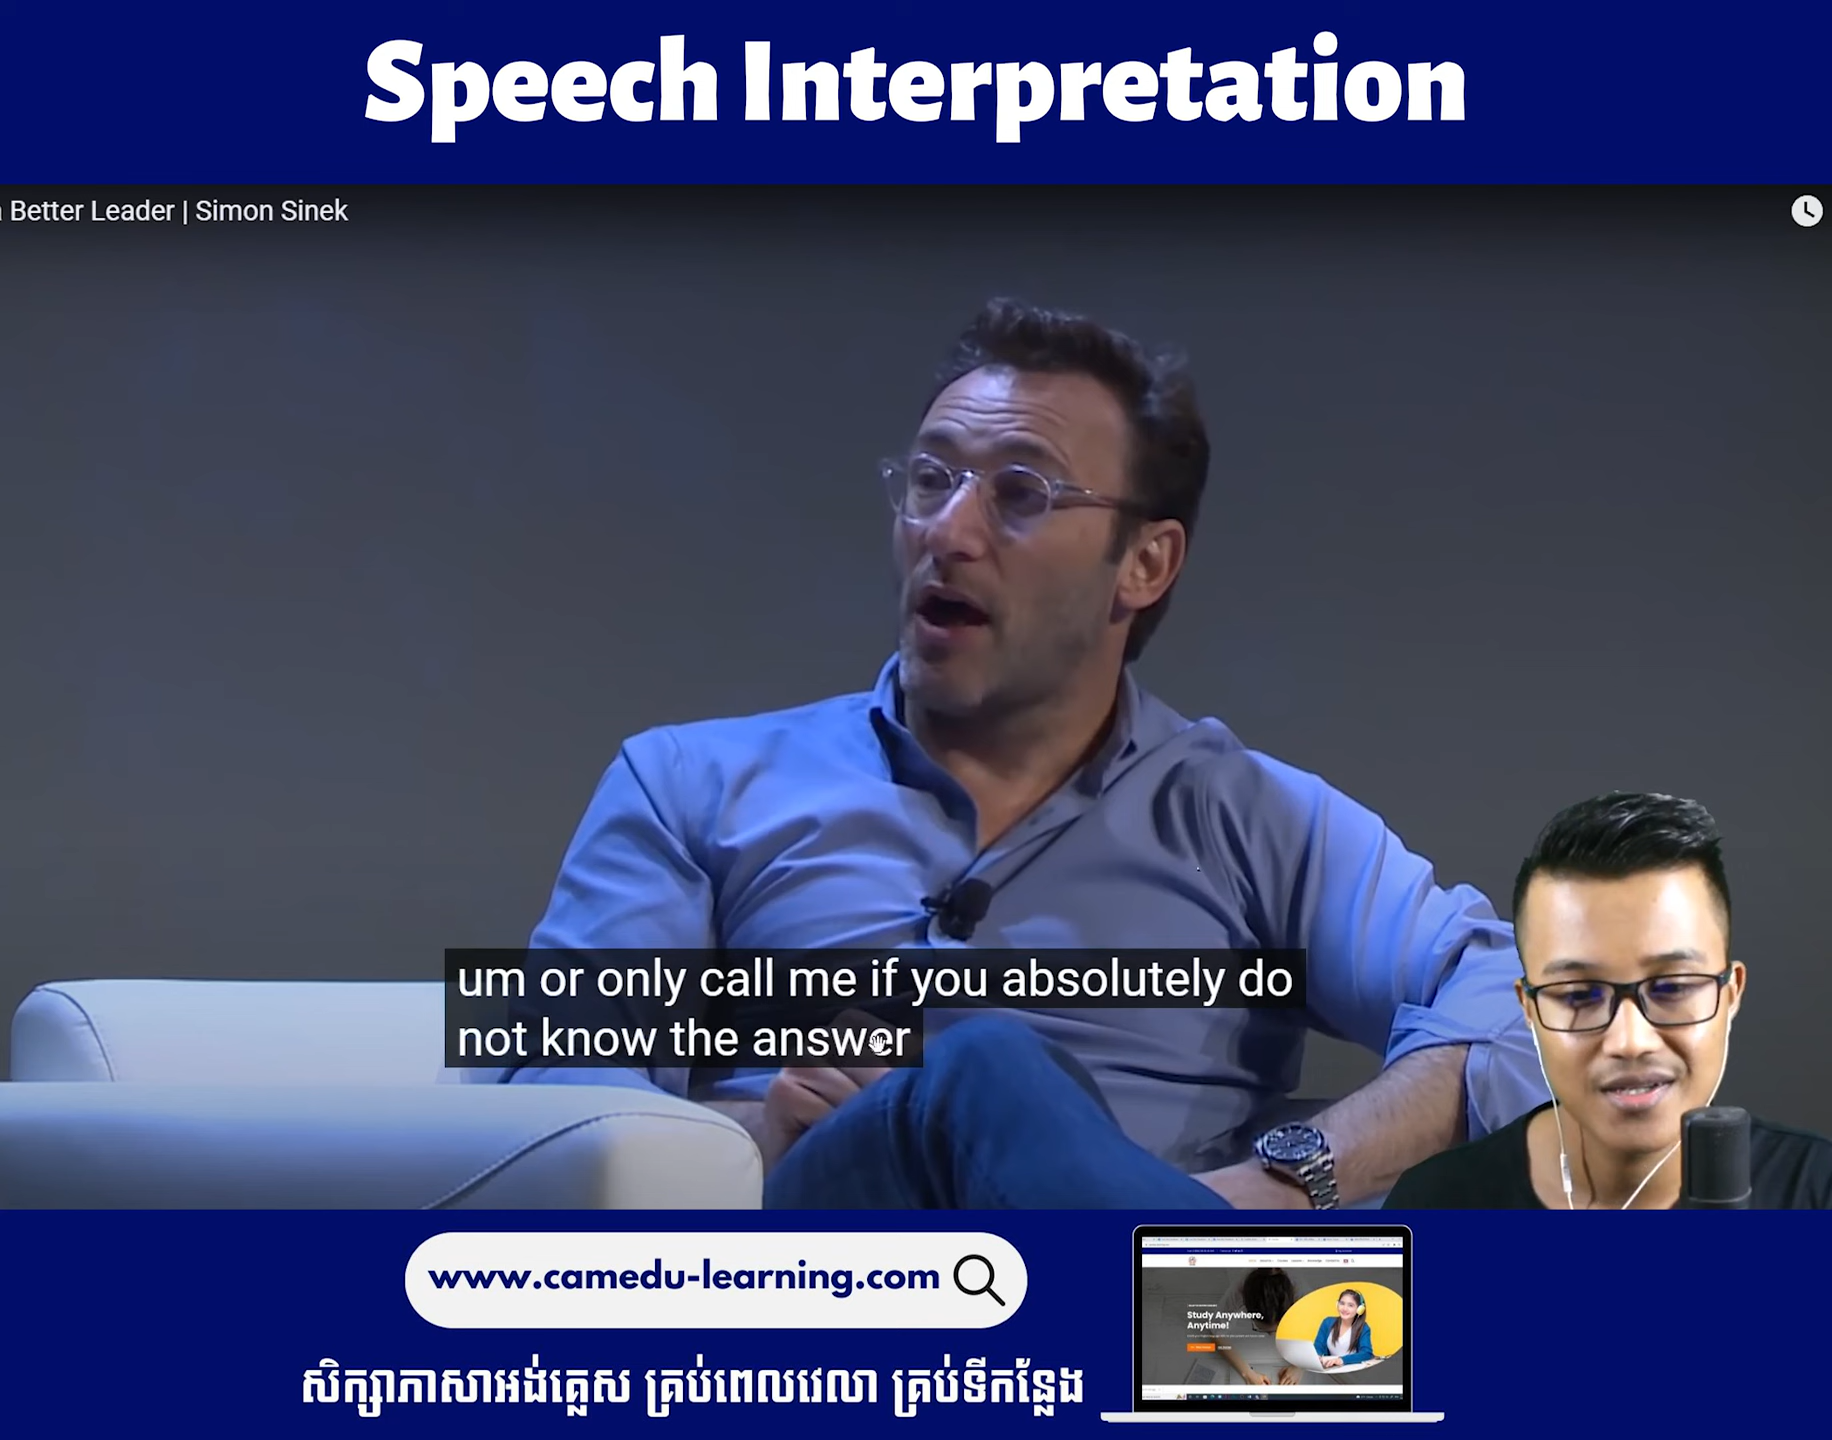 Speech Interpretation
Better Leader | Simon Sinek
um or only call me if you absolutely do
not know the answer
www.camedu-learning.com
Study Anywhere,
Anytime!
សិក្សាភាសាអង់គ្លេស គ្រប់ពេលវេលា គ្រប់ទីកន្លែង